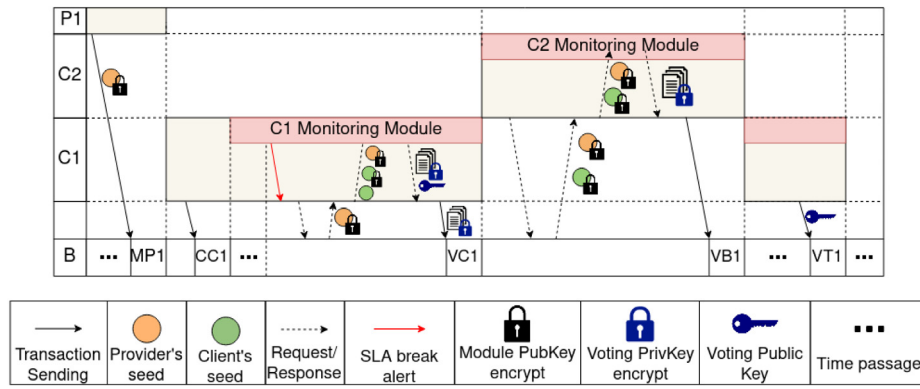 P1
C2
C2 Monitoring Module
C1
C1 Monitoring Module
B
...
MP1
CC1
...
VC1
VB1
...
VT1
...
Transaction
Sending
Provider's
seed
Client's
seed
Request/
Response
SLA break
alert
Module PubKey
encrypt
Voting PrivKey
encrypt
Voting Public
Key
...
Time passage